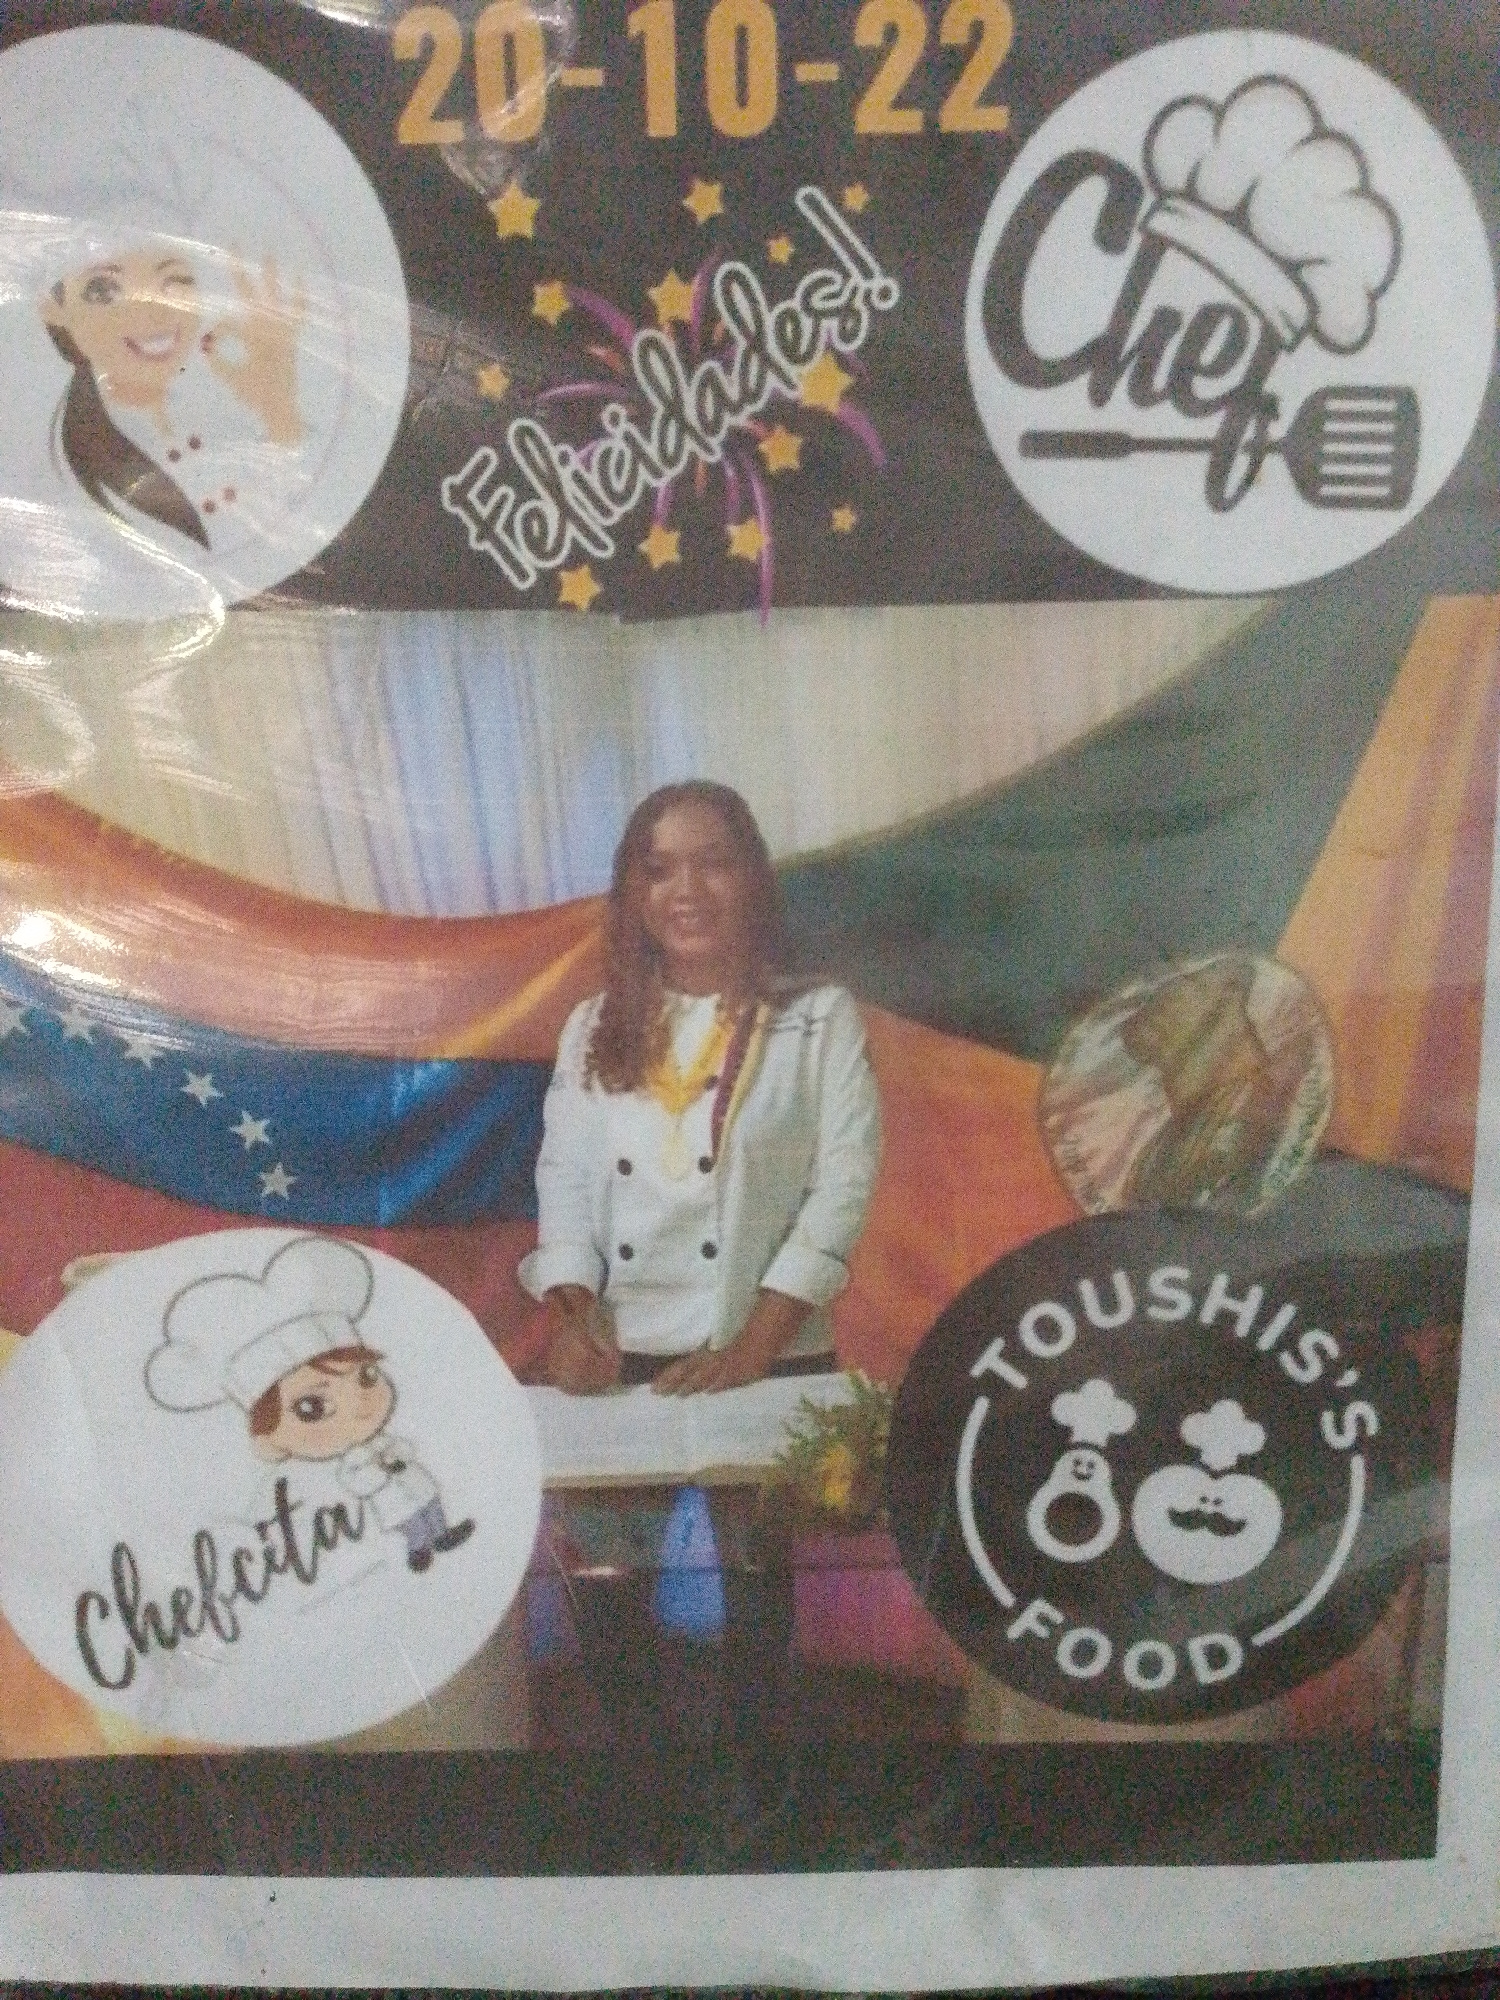 20-10-22
Felicidades!
Chef
Chefcita
TOUSHIS'S
FOOD